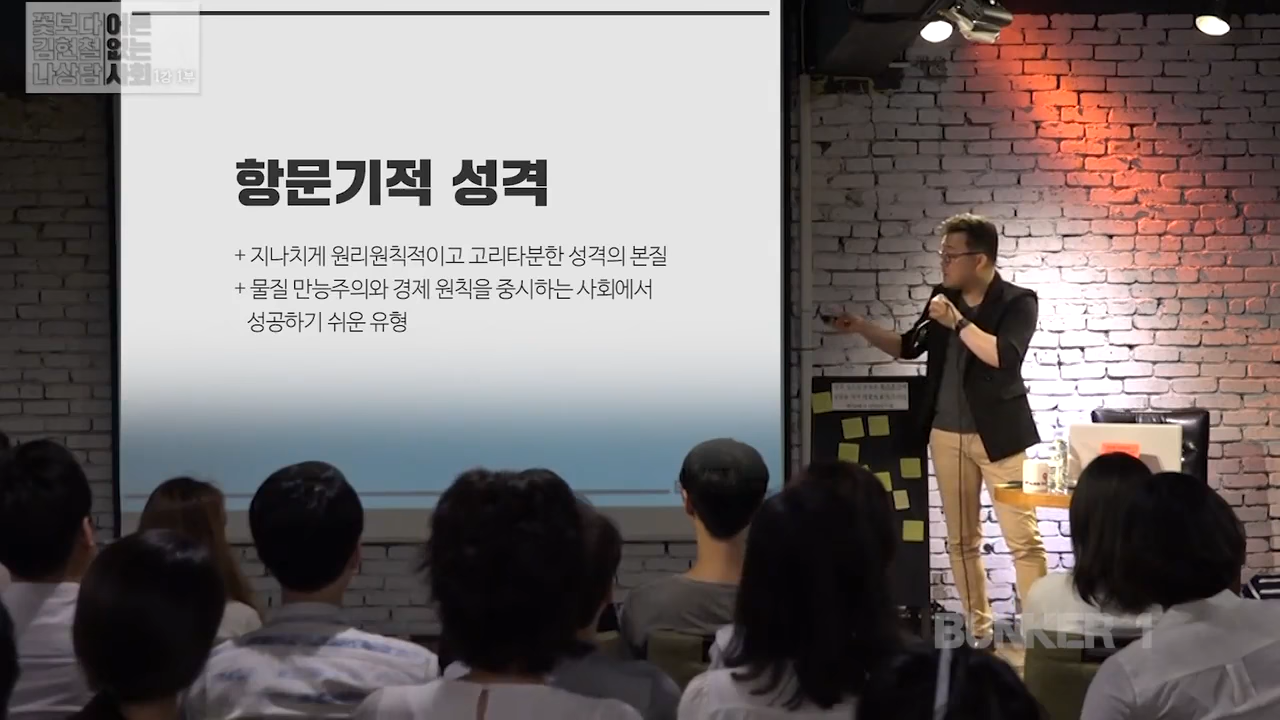 꽃보다어른
김현철없는
나상담사회 1강 1부
항문기적 성격
+ 지나치게 원리원칙적이고 고리타분한 성격의 본질
+ 물질 만능주의와 경제 원칙을 중시하는 사회에서
성공하기 쉬운 유형
BUNKER 1